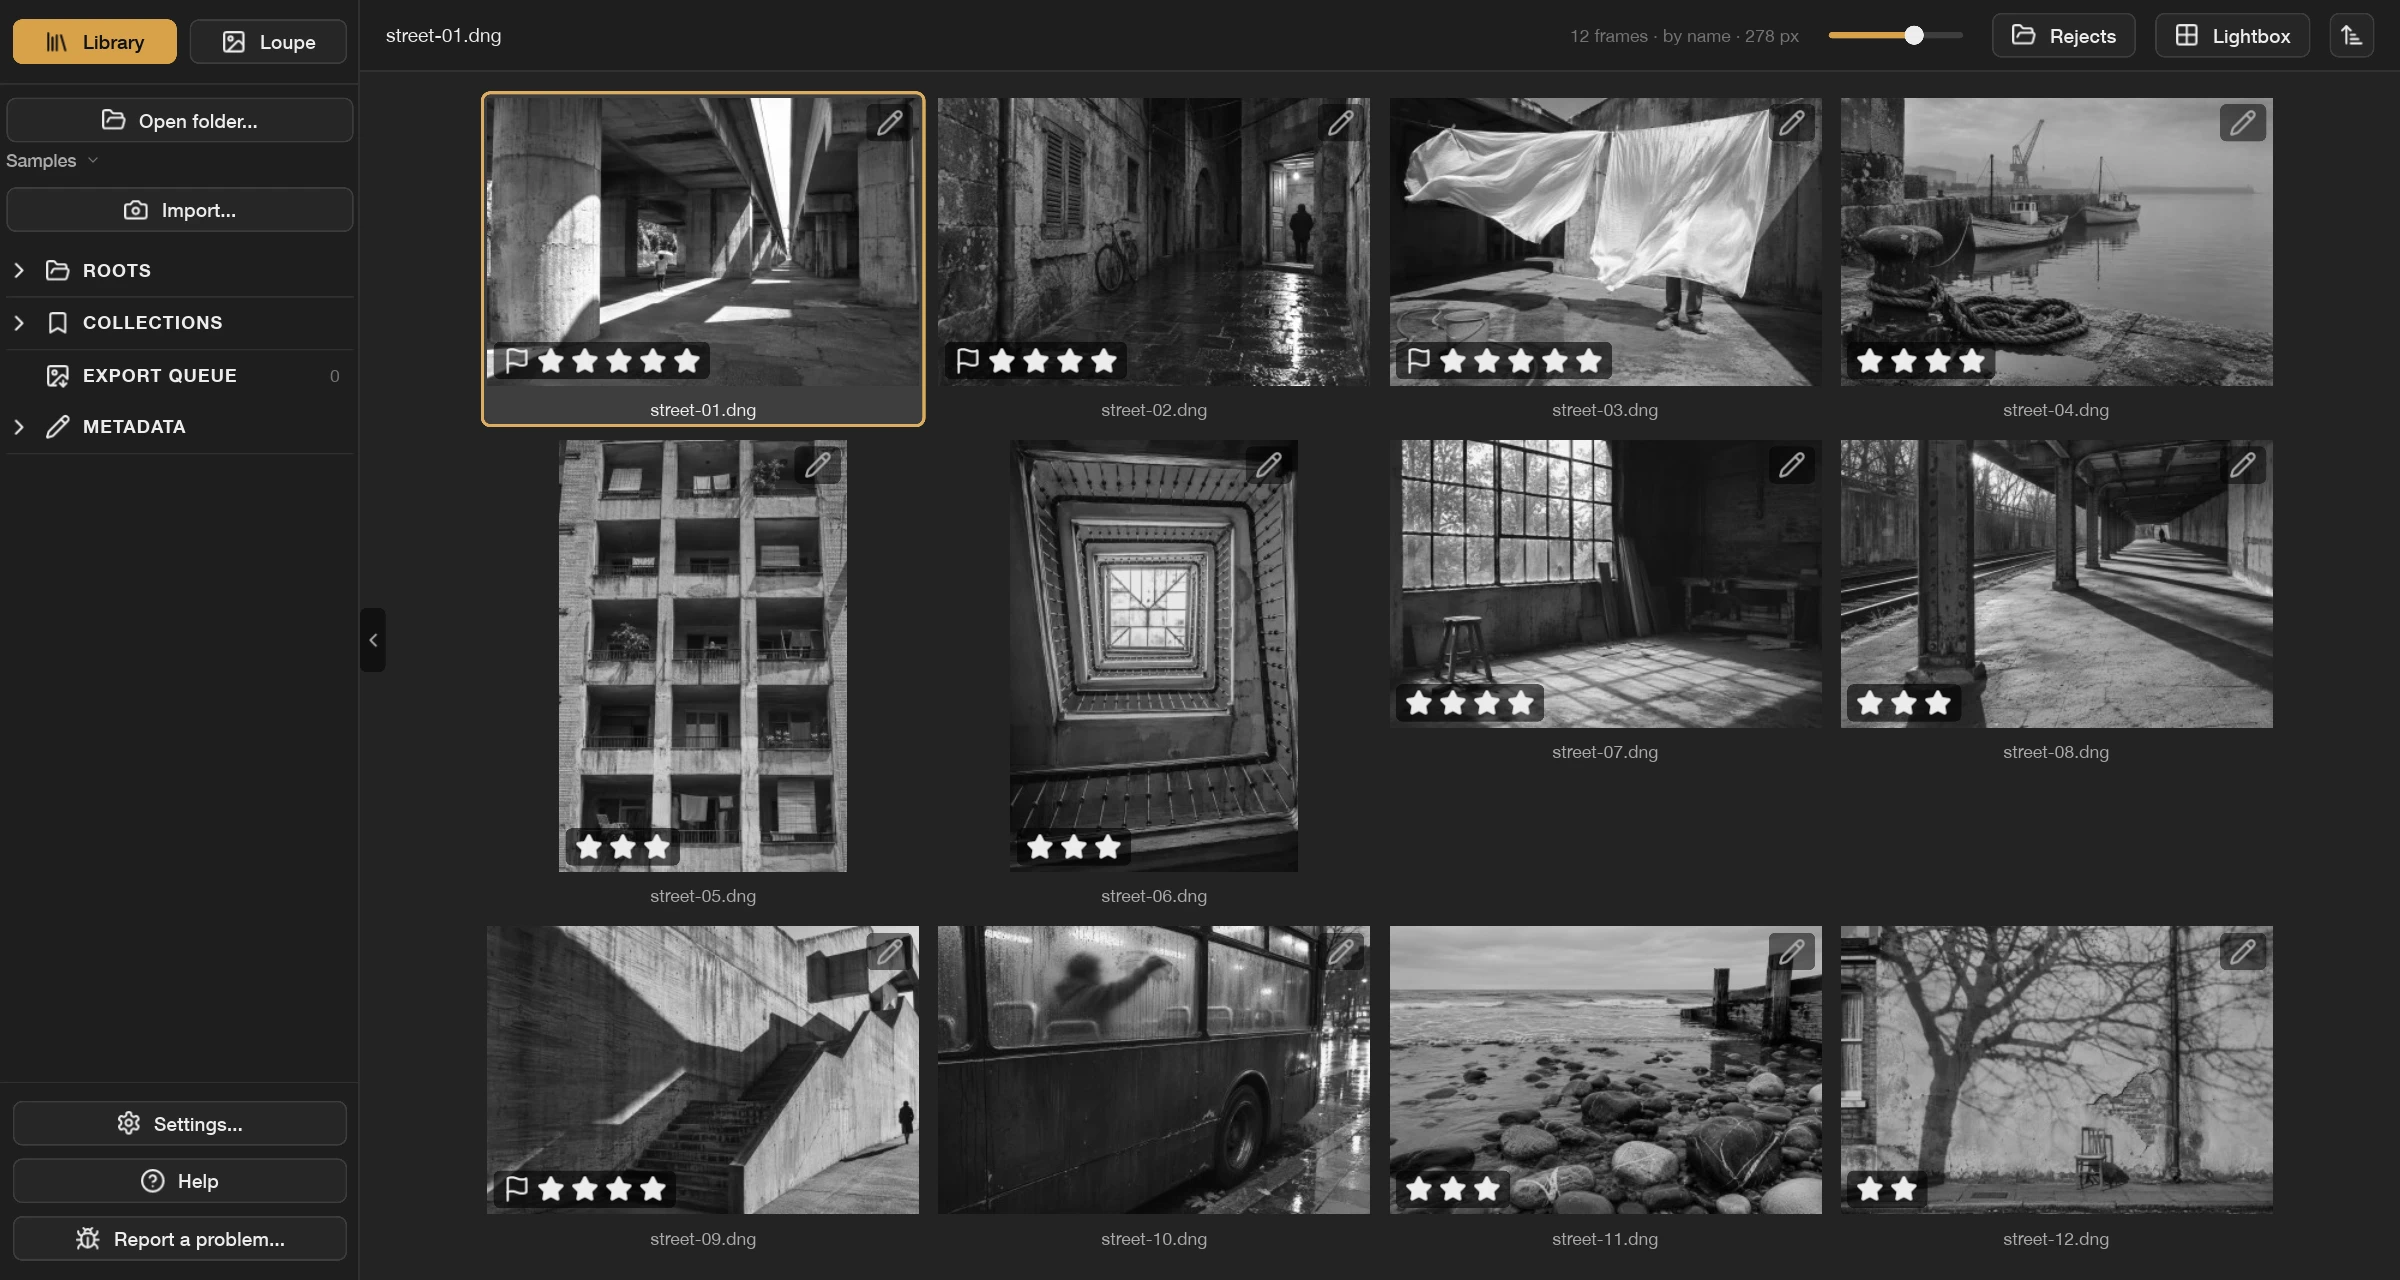 Library
Loupe
street-01.dng
12 frames · by name · 278 px
Rejects
Lightbox
Open folder...
Samples
Import...
ROOTS
COLLECTIONS
EXPORT QUEUE
0
METADATA
Settings...
Help
Report a problem...
street-01.dng
street-02.dng
street-03.dng
street-04.dng
street-05.dng
street-06.dng
street-07.dng
street-08.dng
street-09.dng
street-10.dng
street-11.dng
street-12.dng